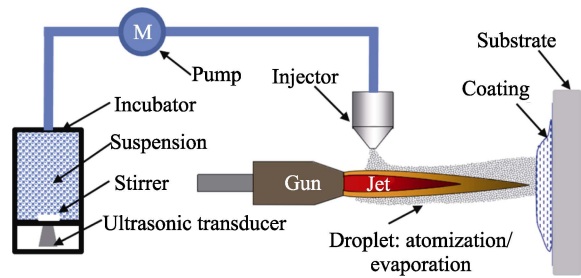 M
Substrate
Pump
Injector
Coating
Incubator
Suspension
Stirrer
Gun
Jet
Ultrasonic transducer
Droplet: atomization/
evaporation